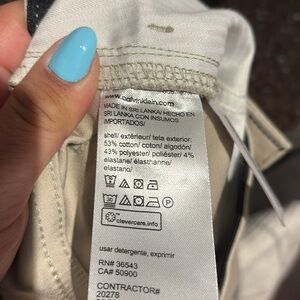 www.calvinklein.com
MADE IN SRI LANKA/HECHO EN
SRI LANKA CON INSUMOS
IMPORTADOS/
shell/extérieur/ tela exterior:
53% cotton/ coton/ algodón/
43% polyester/ poliéster/ 4%
elastane/ élasthanne/
elastano
clevercare.info
usar detergente, exprimir
RN# 36543
CA# 50900
CONTRACTOR#
20278